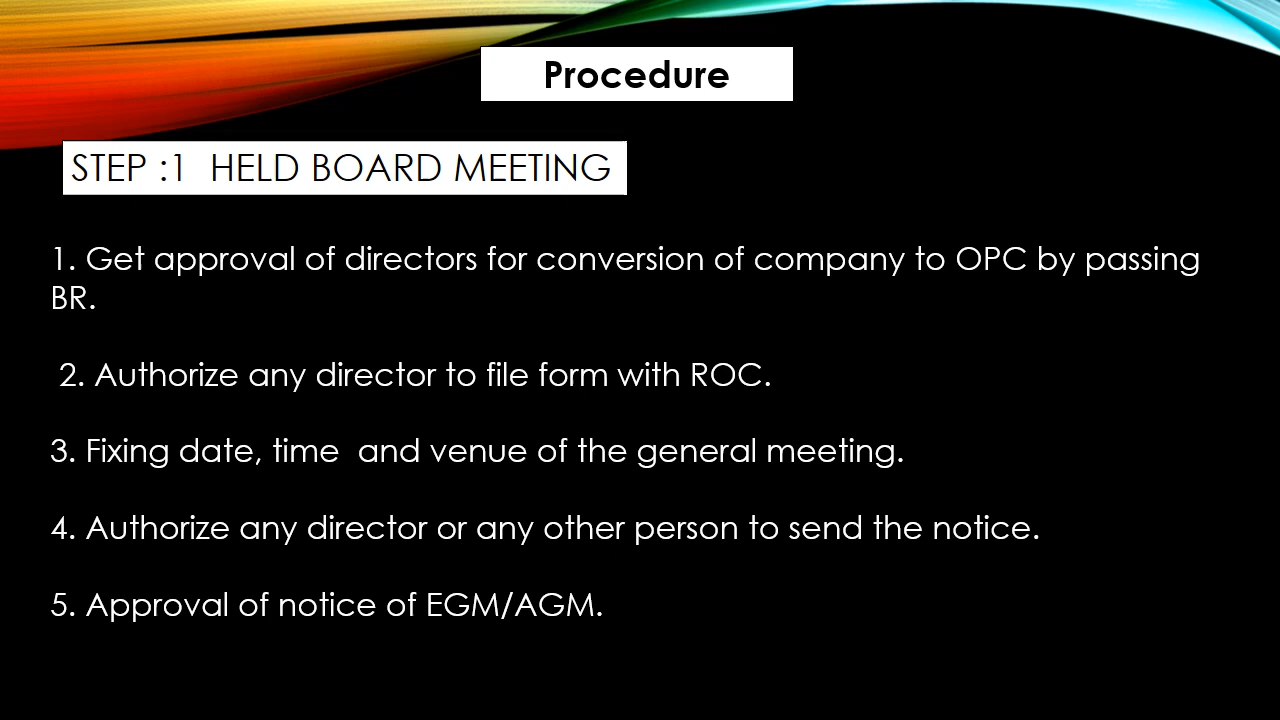 Procedure
STEP :1  HELD BOARD MEETING
1. Get approval of directors for conversion of company to OPC by passing
BR.
2. Authorize any director to file form with ROC.
3. Fixing date, time  and venue of the general meeting.
4. Authorize any director or any other person to send the notice.
5. Approval of notice of EGM/AGM.